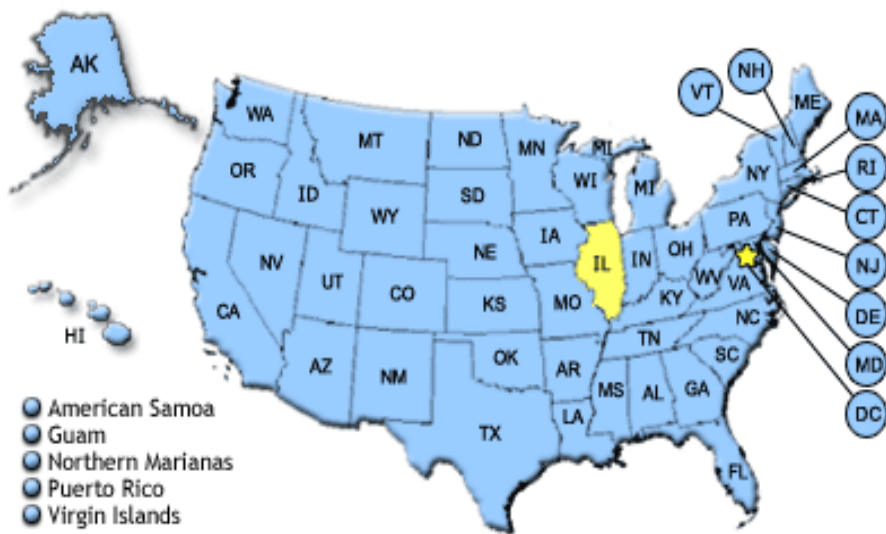 AK
NH
VT
ME
WA
MA
MT
ND
MN
MI
OR
RI
WI
NY
ID
SD
MI
WY
CT
PA
IA
NE
OH
NJ
NV
IL
IN
UT
WV
VA
CO
CA
KS
MO
KY
DE
NC
HI
TN
OK
AZ
NM
AR
SC
MD
MS
AL
GA
DC
LA
TX
FL
American Samoa
Guam
Northern Marianas
Puerto Rico
Virgin Islands